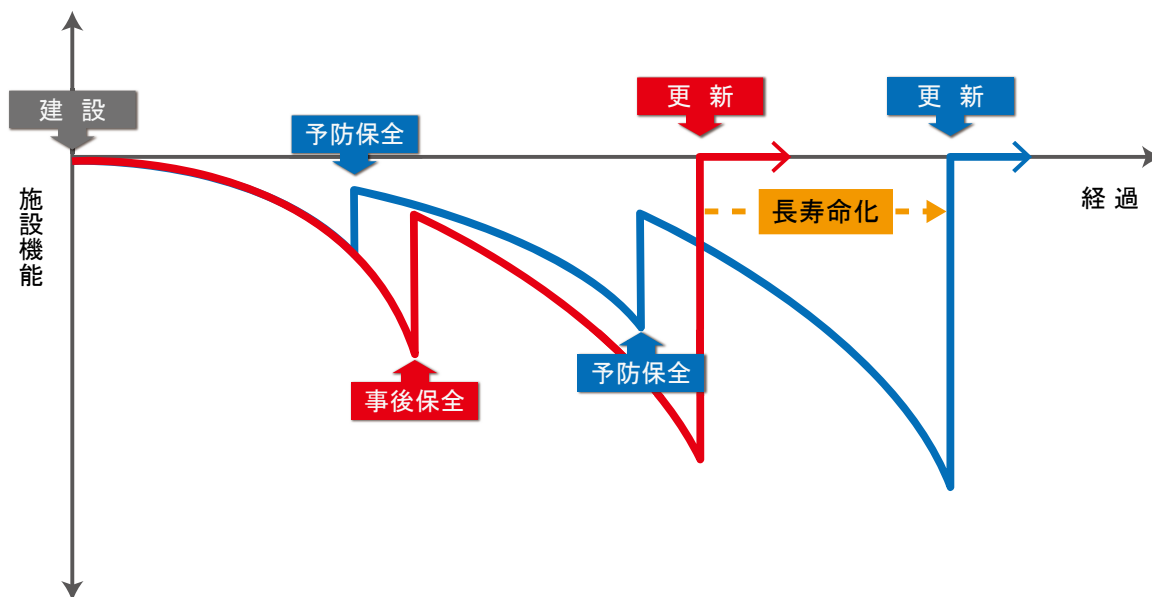 建設
予防保全
更新
更新
施設機能
長寿命化
経過
予防保全
事後保全